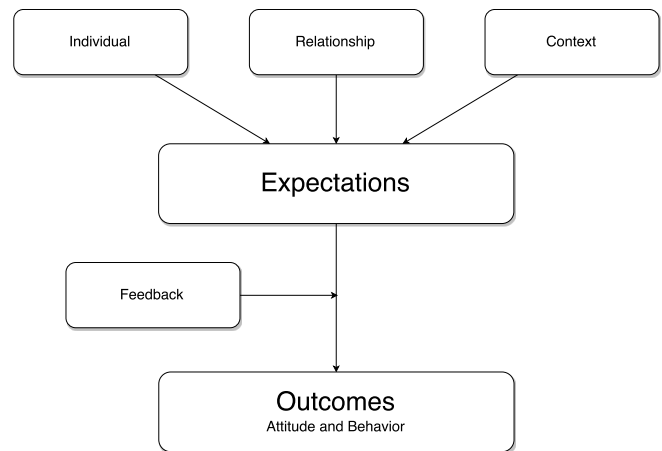 Individual
Relationship
Context
Expectations
Feedback
Outcomes
Attitude and Behavior